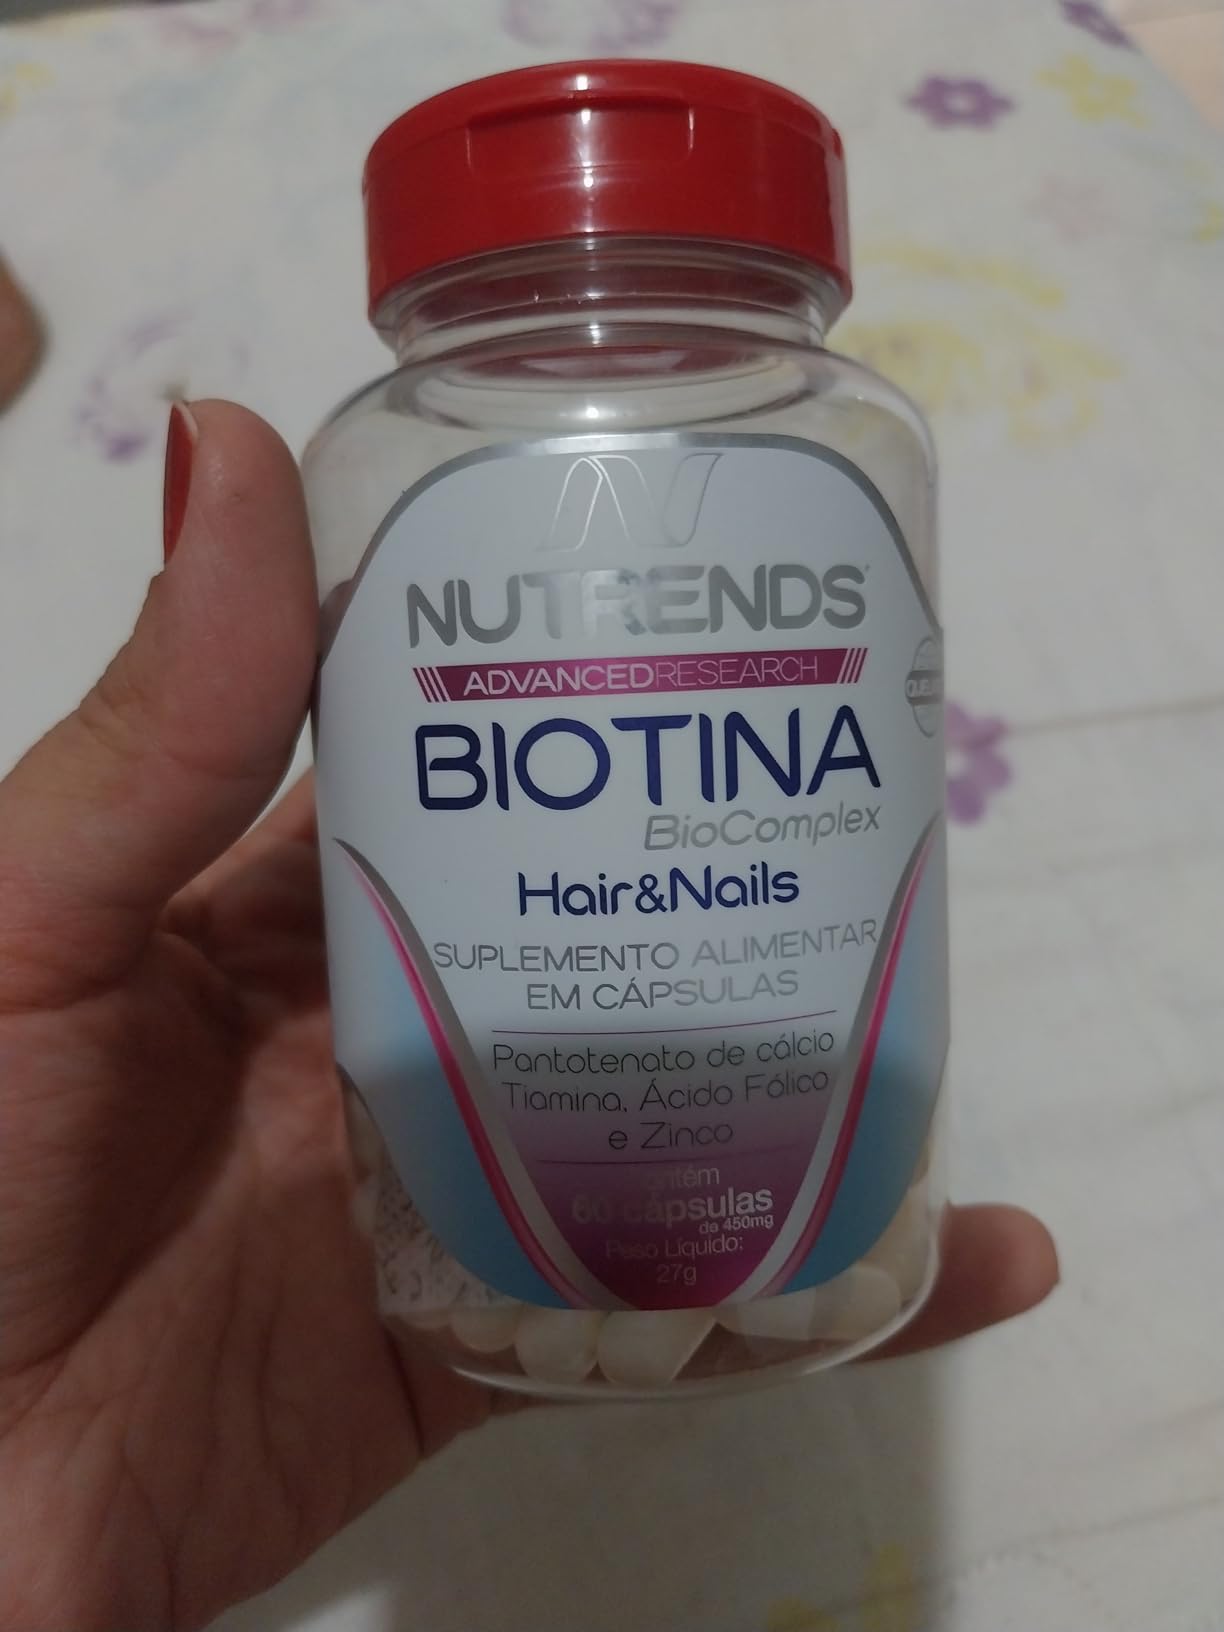 NUTRENDS
ADVANCEDRESEARCH
BIOTINA
BioComplex
Hair&Nails
SUPLEMENTO ALIMENTAR
EM CÁPSULAS
Pantotenato de cálcio
Tiamina, Ácido Fólico
e Zinco
contém
60 cápsulas
de 450mg
Peso Líquido:
27g